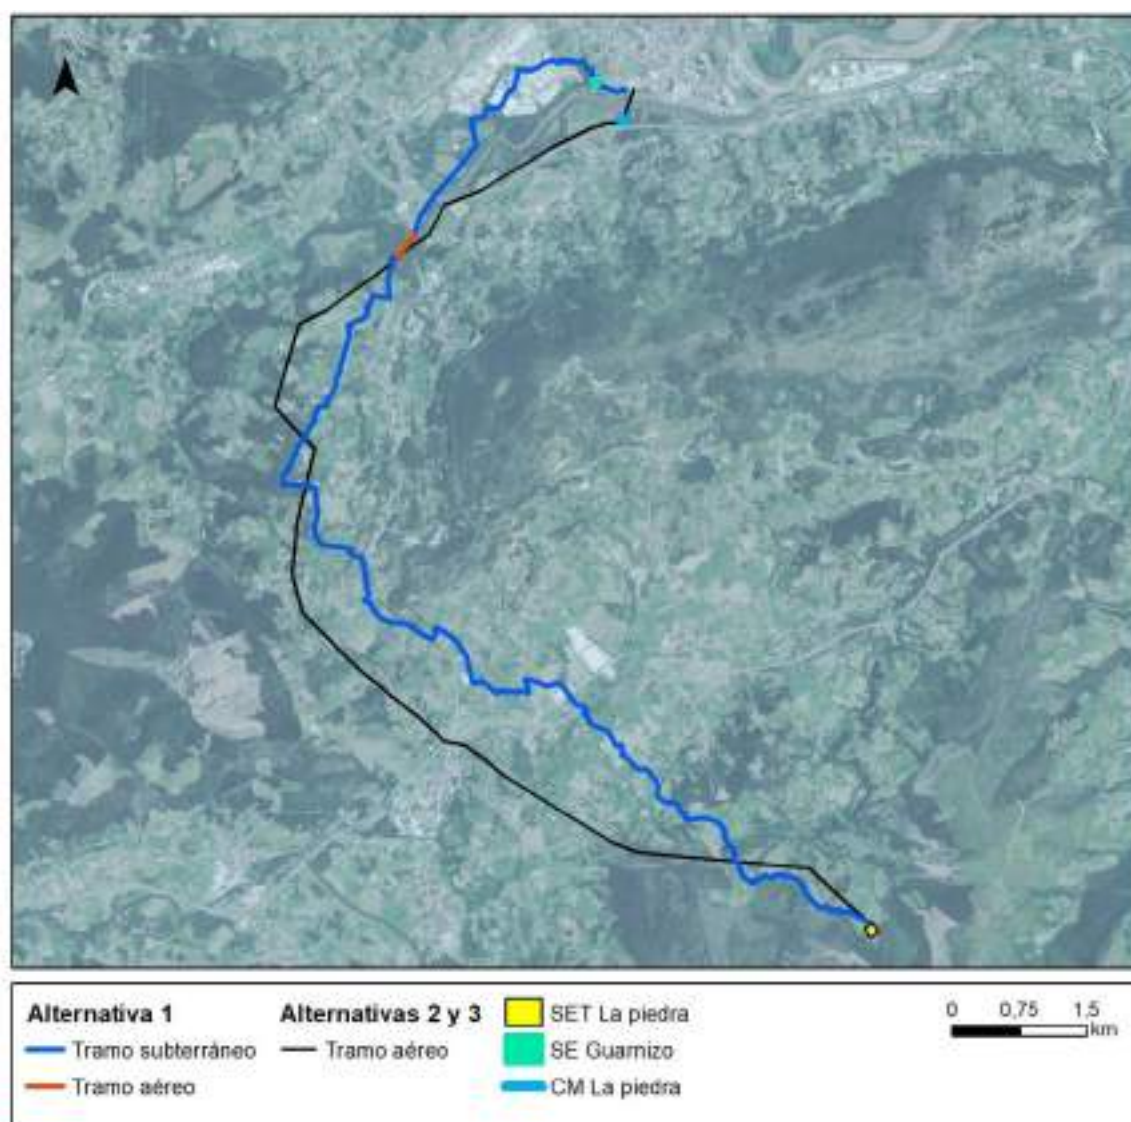 Alternativa 1
Tramo subterráneo
Tramo aéreo
Alternativas 2 y 3
Tramo aéreo
SET La piedra
SE Guarnizo
CM La piedra
0 0,75 1,5
km